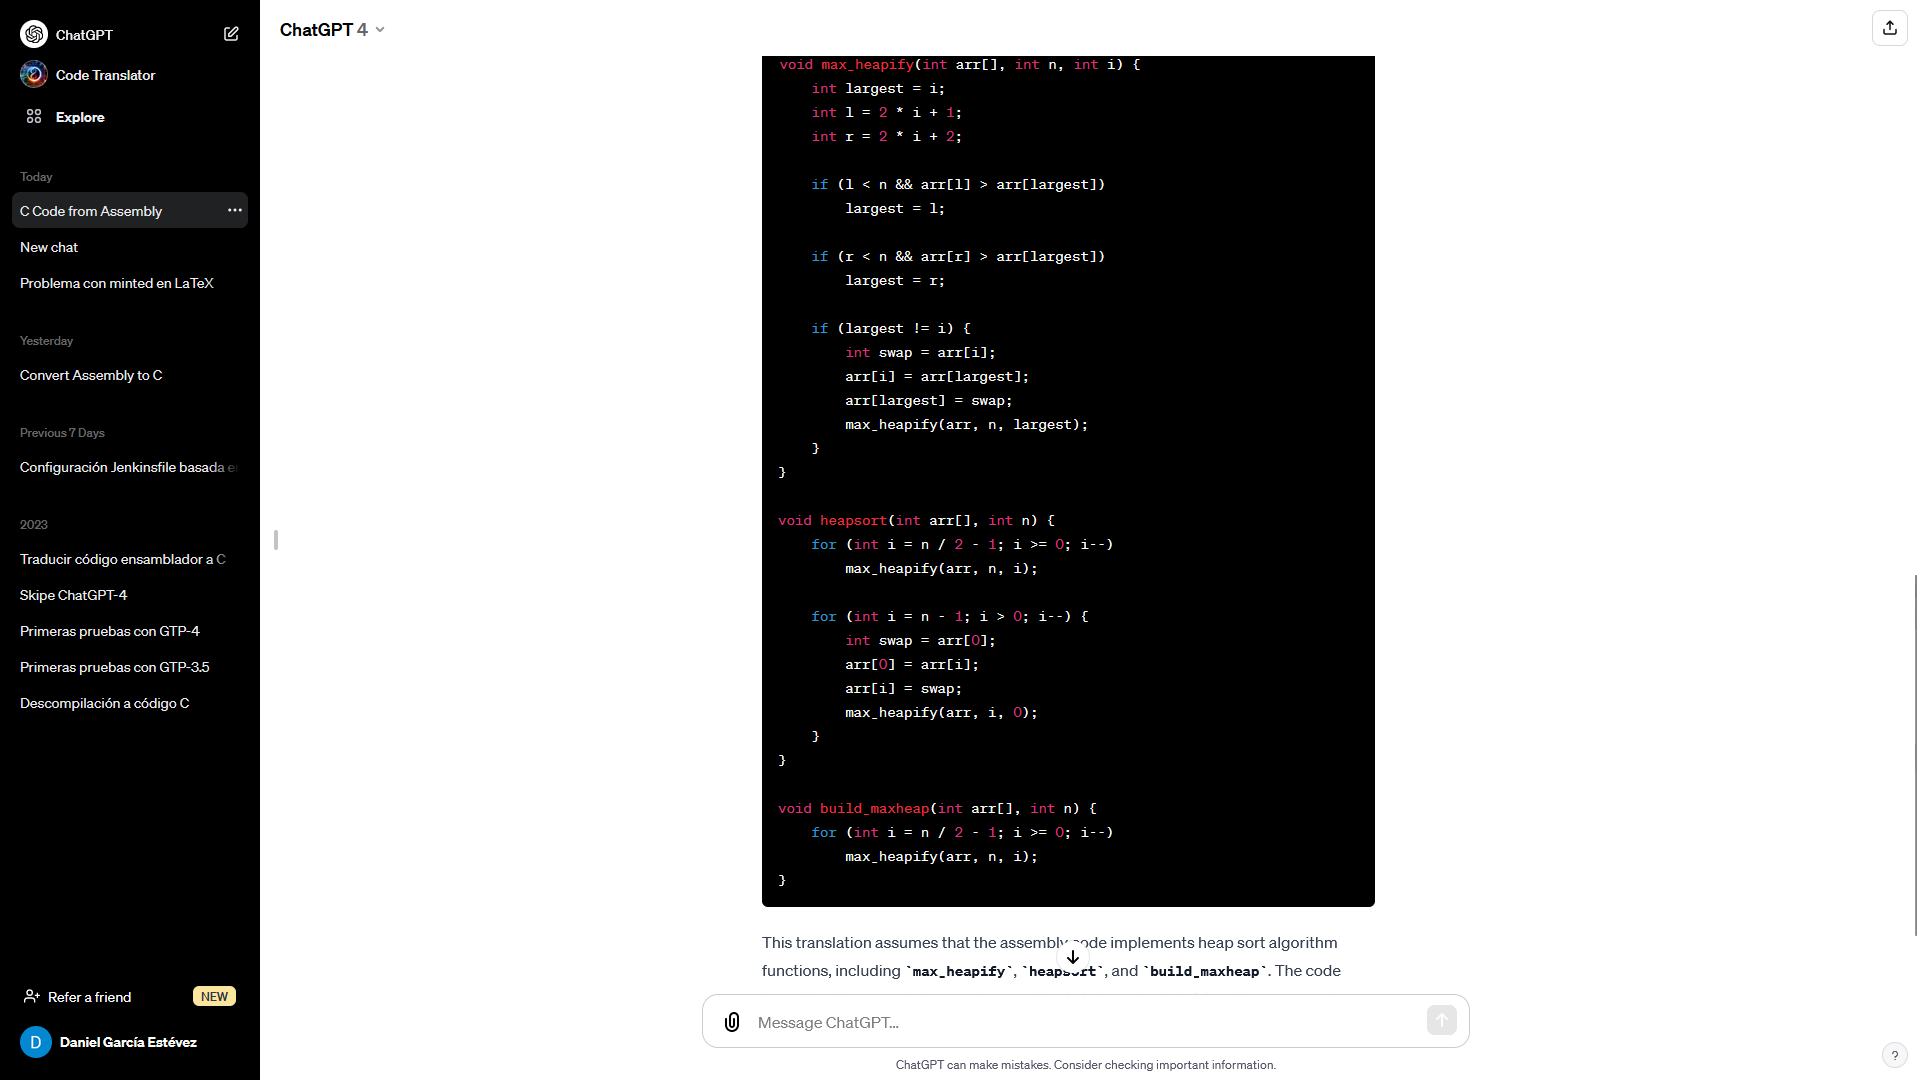 ChatGPT
Code Translator
Explore
Today
C Code from Assembly
New chat
Problema con minted en LaTeX
Yesterday
Convert Assembly to C
Previous 7 Days
Configuración Jenkinsfile basada e
2023
Traducir código ensamblador a C
Skipe ChatGPT-4
Primeras pruebas con GTP-4
Primeras pruebas con GTP-3.5
Descompilación a código C
Refer a friend NEW
D Daniel García Estévez
ChatGPT 4
void max_heapify(int arr[], int n, int i) {
    int largest = i;
    int l = 2 * i + 1;
    int r = 2 * i + 2;

    if (l < n && arr[l] > arr[largest])
        largest = l;

    if (r < n && arr[r] > arr[largest])
        largest = r;

    if (largest != i) {
        int swap = arr[i];
        arr[i] = arr[largest];
        arr[largest] = swap;
        max_heapify(arr, n, largest);
    }
}

void heapsort(int arr[], int n) {
    for (int i = n / 2 - 1; i >= 0; i--)
        max_heapify(arr, n, i);

    for (int i = n - 1; i > 0; i--) {
        int swap = arr[0];
        arr[0] = arr[i];
        arr[i] = swap;
        max_heapify(arr, i, 0);
    }
}

void build_maxheap(int arr[], int n) {
    for (int i = n / 2 - 1; i >= 0; i--)
        max_heapify(arr, n, i);
}
This translation assumes that the assembly code implements heap sort algorithm
functions, including `max_heapify`, `heapsort`, and `build_maxheap`. The code
Message ChatGPT...
ChatGPT can make mistakes. Consider checking important information.
?